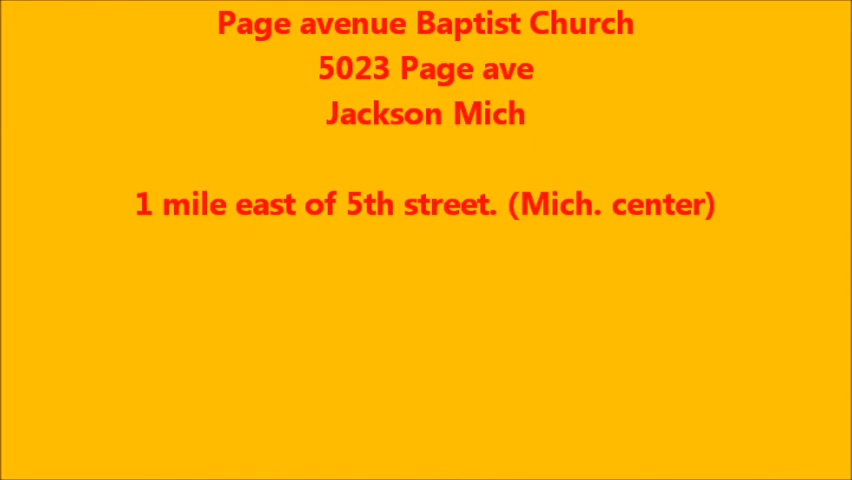 Page avenue Baptist Church
5023 Page ave
Jackson Mich
1 mile east of 5th street. (Mich. center)